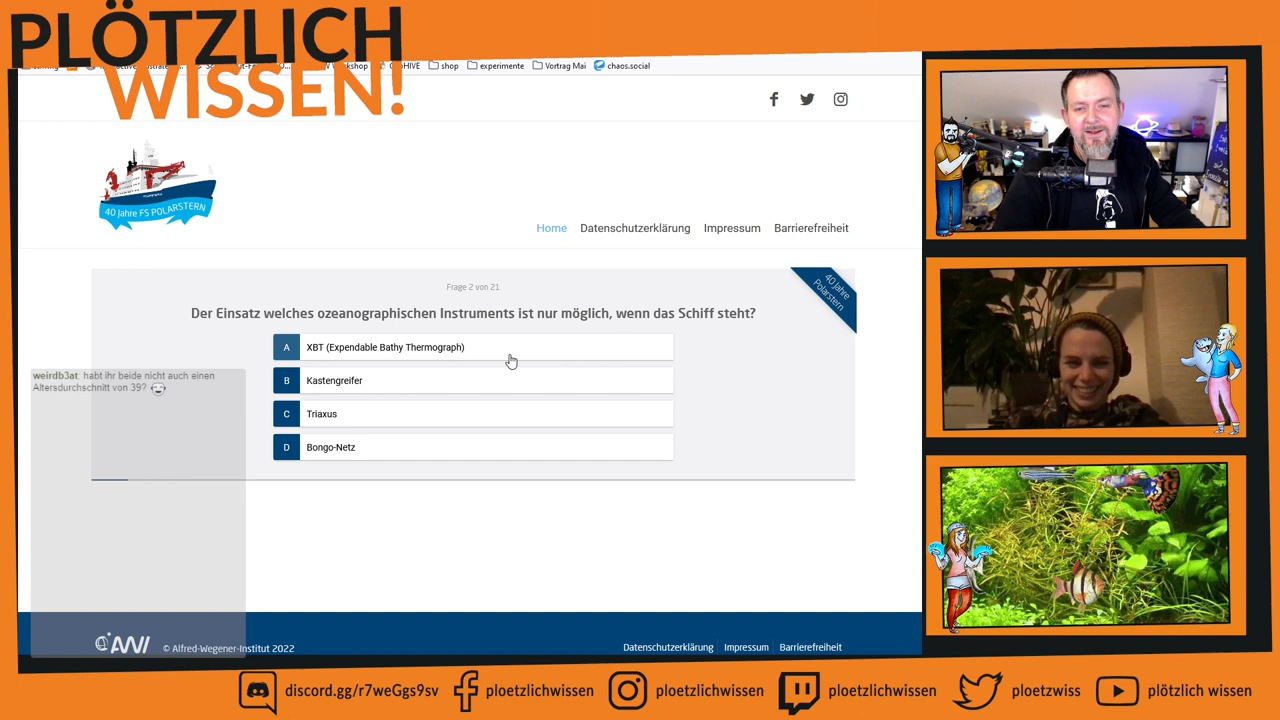 PLÖTZLICH
WISSEN!
shop experimente Vortrag Mai chaos.social
40 Jahre FS POLARSTERN
Home Datenschutzerklärung Impressum Barrierefreiheit
Frage 2 von 21
40 Jahre
Polarstern
Der Einsatz welches ozeanographischen Instruments ist nur möglich, wenn das Schiff steht?
A XBT (Expendable Bathy Thermograph)
B Kastengreifer
C Triaxus
D Bongo-Netz
weirdb3at: habt ihr beide nicht auch einen
Altersdurchschnitt von 39?
AWI © Alfred-Wegener-Institut 2022
Datenschutzerklärung Impressum Barrierefreiheit
discord.gg/r7weGgs9sv ploetzlichwissen ploetzlichwissen ploetzlichwissen ploetzwiss plötzlich wissen